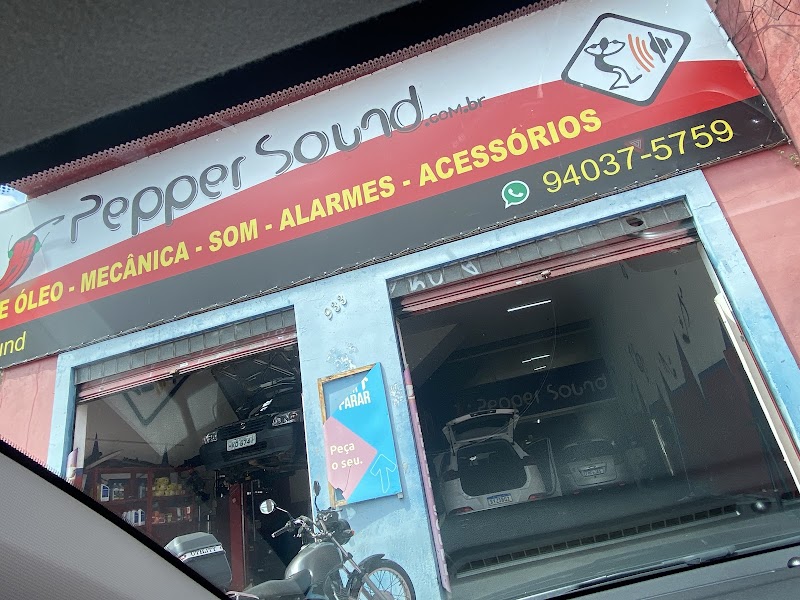 Pepper Sound.com.br
E ÓLEO - MECÂNICA - SOM - ALARMES - ACESSÓRIOS
94037-5759
und
983
PARAR
Peça
o seu.
Pepper Sound